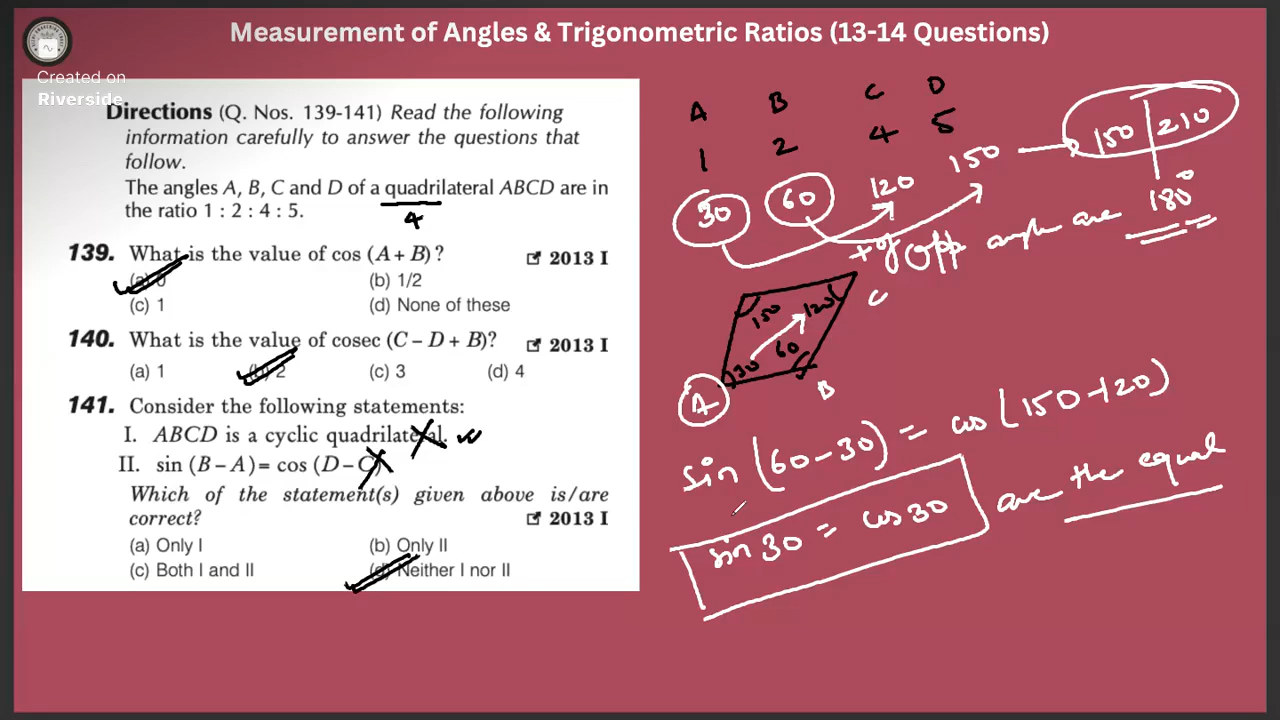 Measurement of Angles & Trigonometric Ratios (13-14 Questions)
Created on
Riverside
Directions (Q. Nos. 139-141) Read the following
information carefully to answer the questions that
follow.
The angles A, B, C and D of a quadrilateral ABCD are in
the ratio 1 : 2 : 4 : 5.
4
139. What is the value of cos (A + B)?
2013 I
(a) 0
(b) 1/2
(c) 1
(d) None of these
140. What is the value of cosec (C – D + B)?
2013 I
(a) 1
(b) 2
(c) 3
(d) 4
141. Consider the following statements:
I. ABCD is a cyclic quadrilateral.
II. sin (B – A) = cos (D – C)
Which of the statement(s) given above is/are
correct?
2013 I
(a) Only I
(b) Only II
(c) Both I and II
(d) Neither I nor II
A B C D
1 2 4 5
30 60 120 150
150 | 210
180°
+ of opp angle are
150 120
30 60
A B C
sin (60-30) = cos (150-120)
sin 30 = cos 30 are the equal